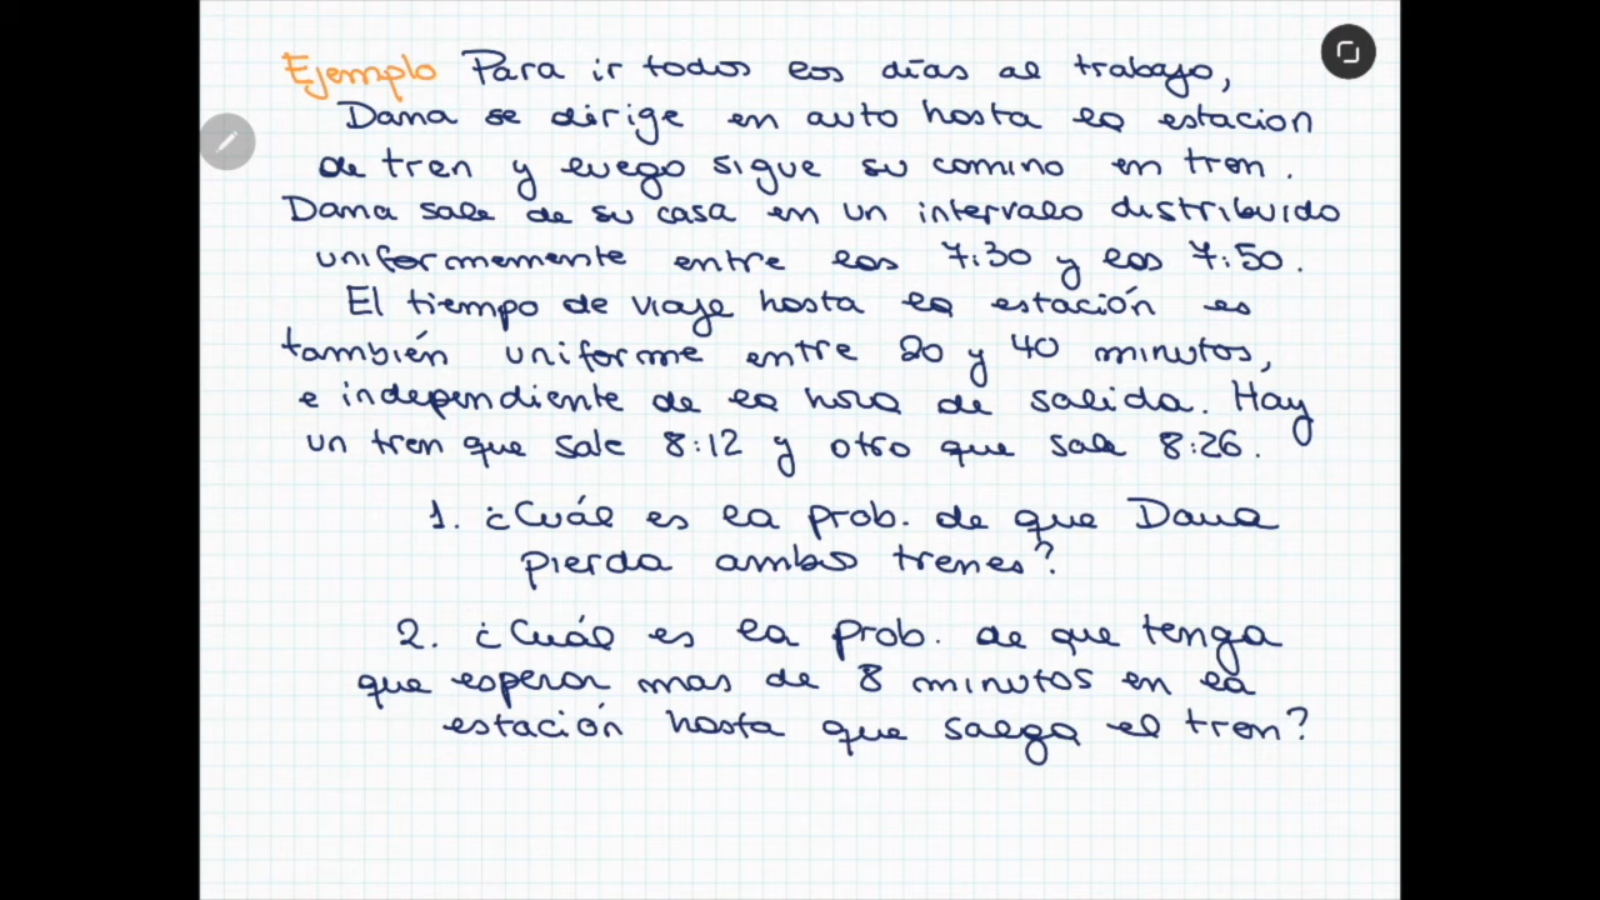 Ejemplo Para ir todos los días al trabajo,
Dana se dirige en auto hasta la estacion
de tren y luego sigue su camino en tren.
Dana sale de su casa en un intervalo distribuido
uniformemente entre las 7:30 y las 7:50.
El tiempo de viaje hasta la estación es
también uniforme entre 20 y 40 minutos,
e independiente de la hora de salida. Hay
un tren que sale 8:12 y otro que sale 8:26.
1. ¿Cuál es la prob. de que Dana
pierda ambos trenes?
2. ¿Cuál es la prob. de que tenga
que esperar mas de 8 minutos en la
estación hasta que salga el tren?